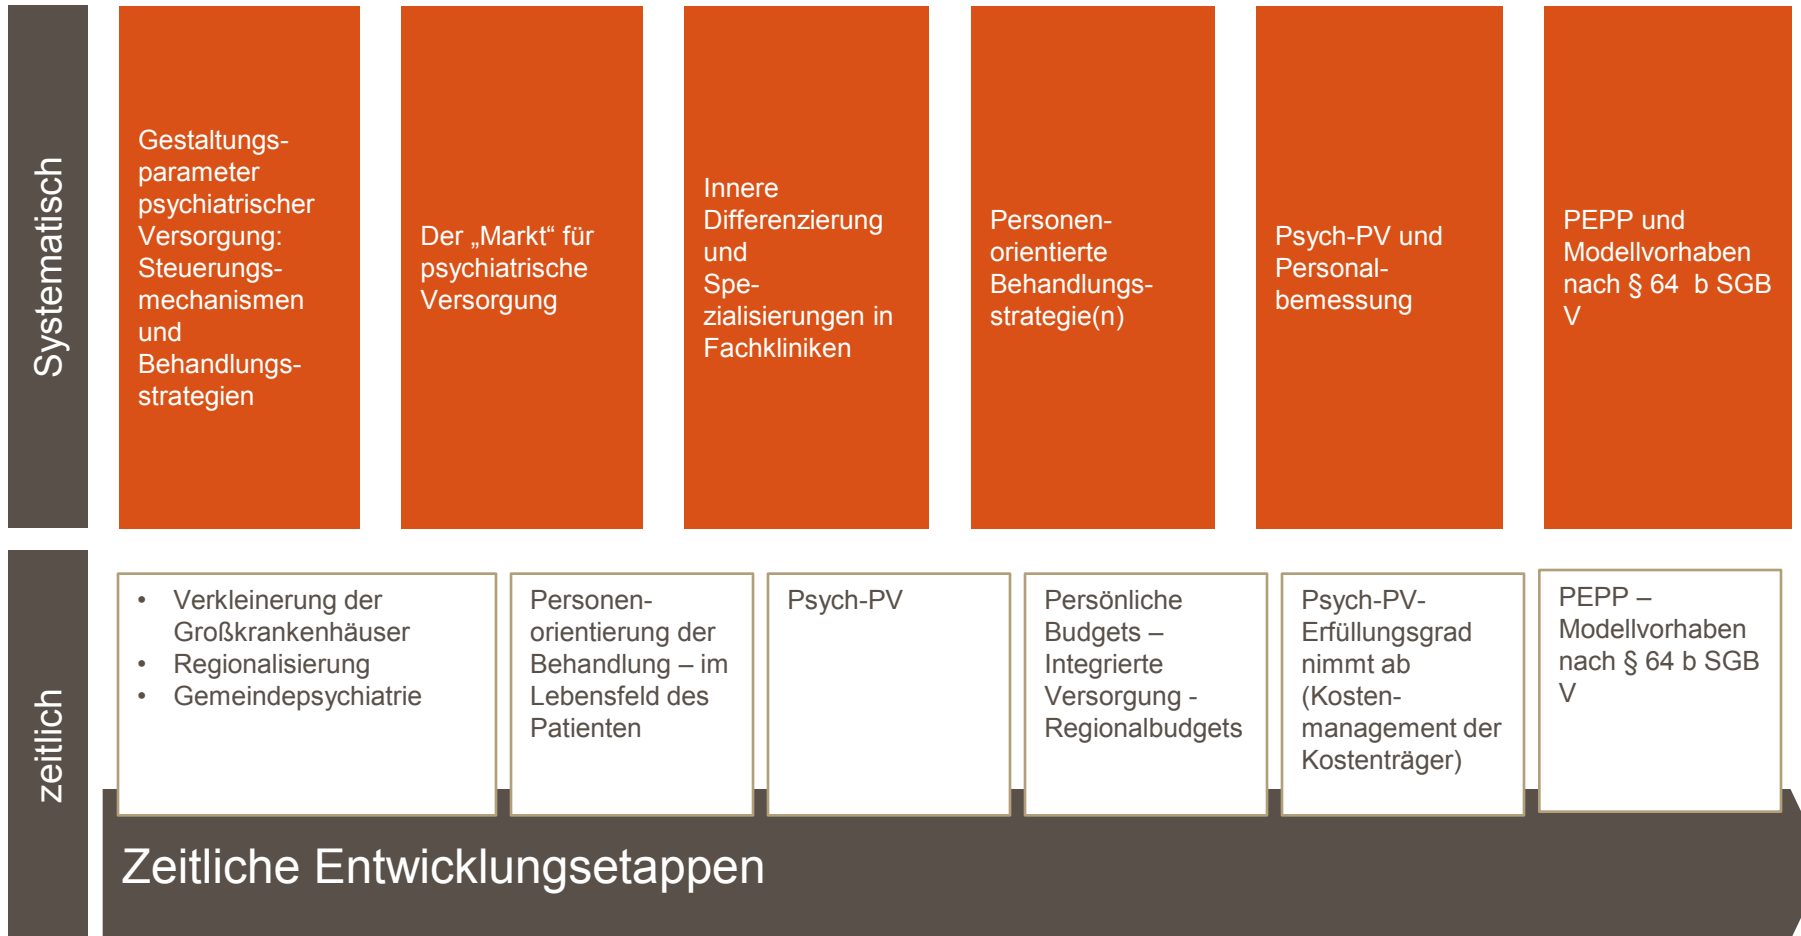 Systematisch
Gestaltungs-
parameter
psychiatrischer
Versorgung:
Steuerungs-
mechanismen
und
Behandlungs-
strategien
Der „Markt“ für
psychiatrische
Versorgung
Innere
Differenzierung
und
Spe-
zialisierungen in
Fachkliniken
Personen-
orientierte
Behandlungs-
strategie(n)
Psych-PV und
Personal-
bemessung
PEPP und
Modellvorhaben
nach § 64 b SGB
V
zeitlich
• Verkleinerung der
Großkrankenhäuser
• Regionalisierung
• Gemeindepsychiatrie
Personen-
orientierung der
Behandlung – im
Lebensfeld des
Patienten
Psych-PV
Persönliche
Budgets –
Integrierte
Versorgung -
Regionalbudgets
Psych-PV-
Erfüllungsgrad
nimmt ab
(Kosten-
management der
Kostenträger)
PEPP –
Modellvorhaben
nach § 64 b SGB
V
Zeitliche Entwicklungsetappen